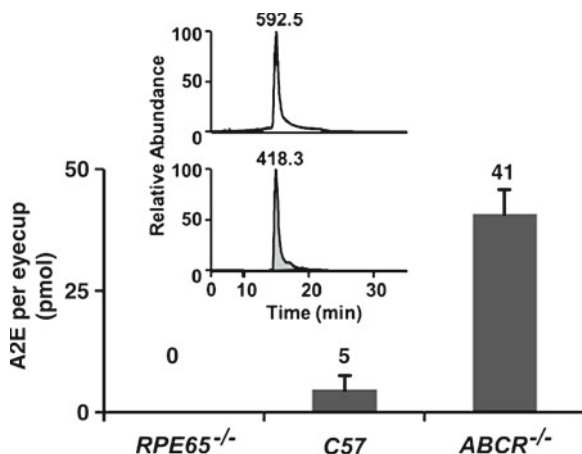 592.5
100
50
0
Relative Abundance
418.3
100
50
0
0 10 20 30
Time (min)
A2E per eyecup
(pmol)
50
25
0
0
5
41
RPE65-/-
C57
ABCR-/-